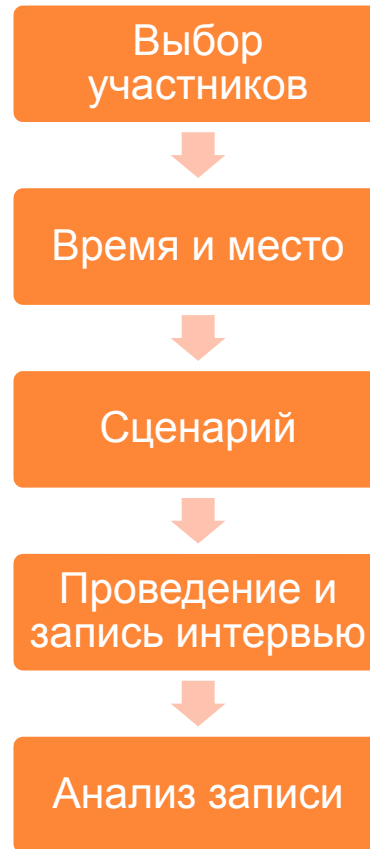 Выбор
участников
Время и место
Сценарий
Проведение и
запись интервью
Анализ записи